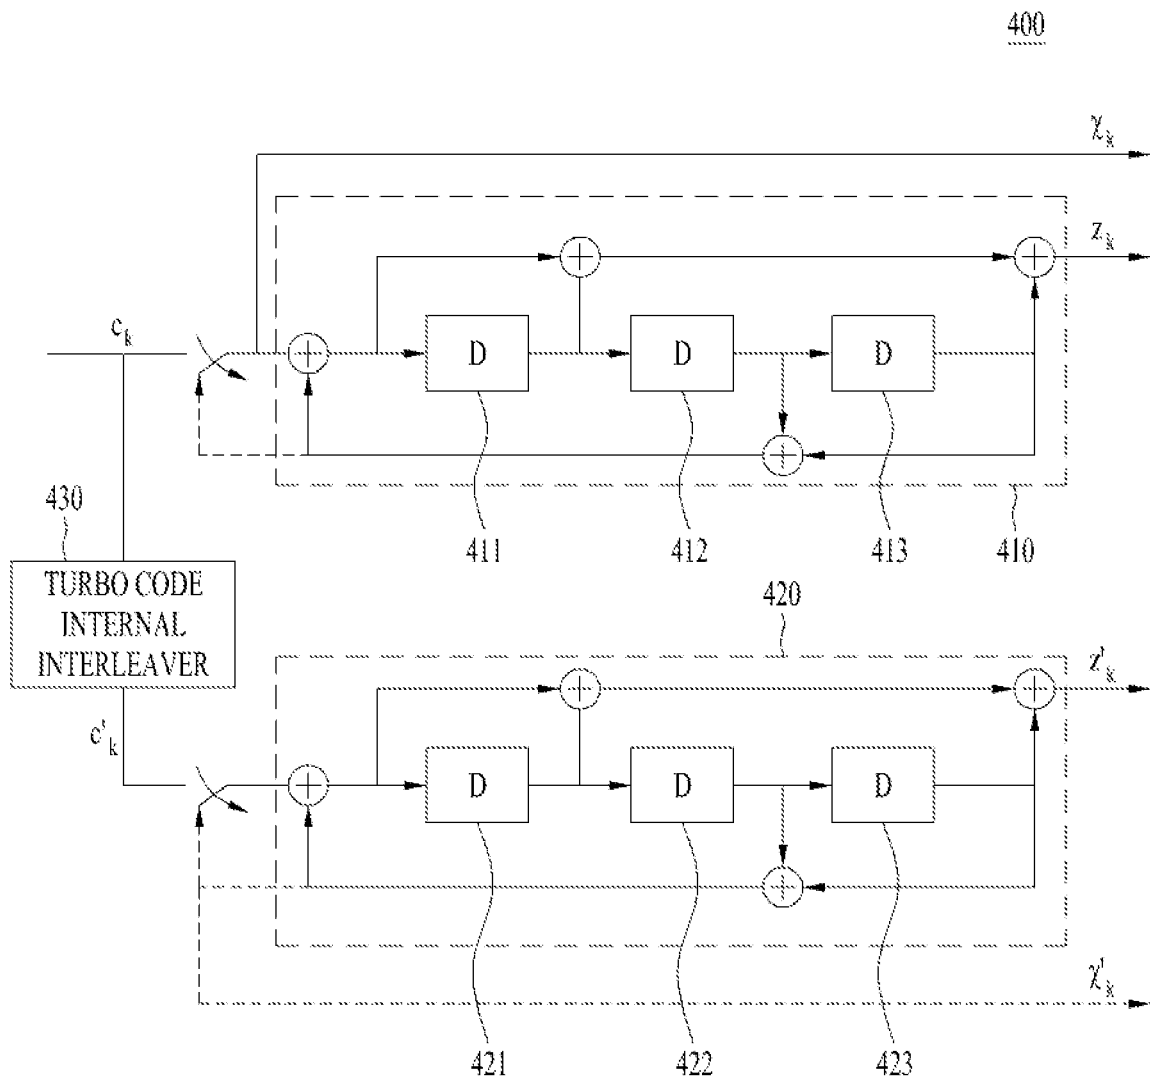 400
χk
zk
ck
D
D
D
430
411
412
413
410
TURBO CODE
INTERNAL
INTERLEAVER
420
z'k
c'k
D
D
D
χ'k
421
422
423